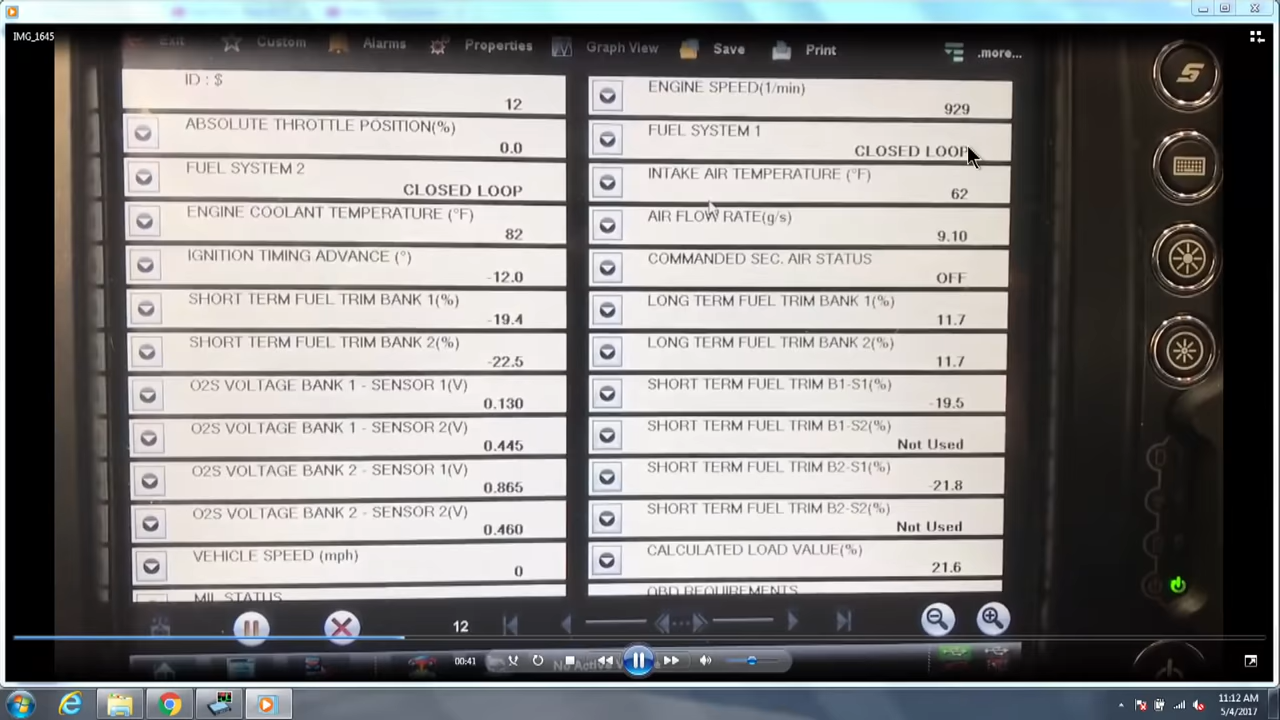 IMG_1645
Exit
Custom
Alarms
Properties
Graph View
Save
Print
.more...
ID : $
12
ABSOLUTE THROTTLE POSITION(%)
0.0
FUEL SYSTEM 2
CLOSED LOOP
ENGINE COOLANT TEMPERATURE (°F)
82
IGNITION TIMING ADVANCE (°)
-12.0
SHORT TERM FUEL TRIM BANK 1(%)
-19.4
SHORT TERM FUEL TRIM BANK 2(%)
-22.5
O2S VOLTAGE BANK 1 - SENSOR 1(V)
0.130
O2S VOLTAGE BANK 1 - SENSOR 2(V)
0.445
O2S VOLTAGE BANK 2 - SENSOR 1(V)
0.865
O2S VOLTAGE BANK 2 - SENSOR 2(V)
0.460
VEHICLE SPEED (mph)
0
MIL STATUS
ENGINE SPEED(1/min)
929
FUEL SYSTEM 1
CLOSED LOOP
INTAKE AIR TEMPERATURE (°F)
62
AIR FLOW RATE(g/s)
9.10
COMMANDED SEC. AIR STATUS
OFF
LONG TERM FUEL TRIM BANK 1(%)
11.7
LONG TERM FUEL TRIM BANK 2(%)
11.7
SHORT TERM FUEL TRIM B1-S1(%)
-19.5
SHORT TERM FUEL TRIM B1-S2(%)
Not Used
SHORT TERM FUEL TRIM B2-S1(%)
-21.8
SHORT TERM FUEL TRIM B2-S2(%)
Not Used
CALCULATED LOAD VALUE(%)
21.6
OBD REQUIREMENTS
12
00:41
No Active
11:12 AM
5/4/2017